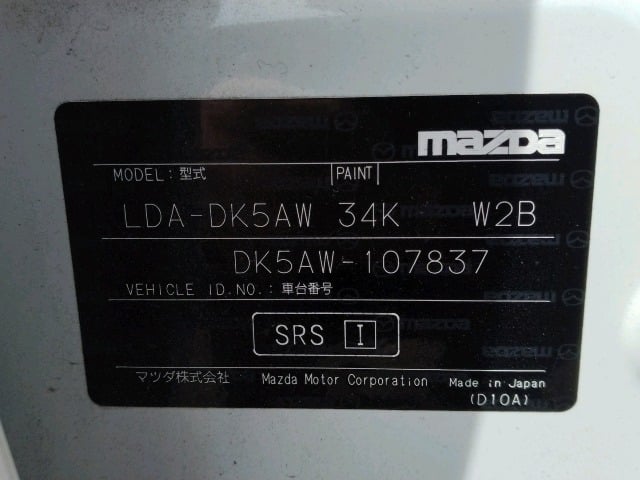 mazda
MODEL: 型式 PAINT
LDA-DK5AW 34K W2B
DK5AW-107837
VEHICLE ID.NO.: 車台番号
SRS I
マツダ株式会社 Mazda Motor Corporation Made in Japan
(D10A)